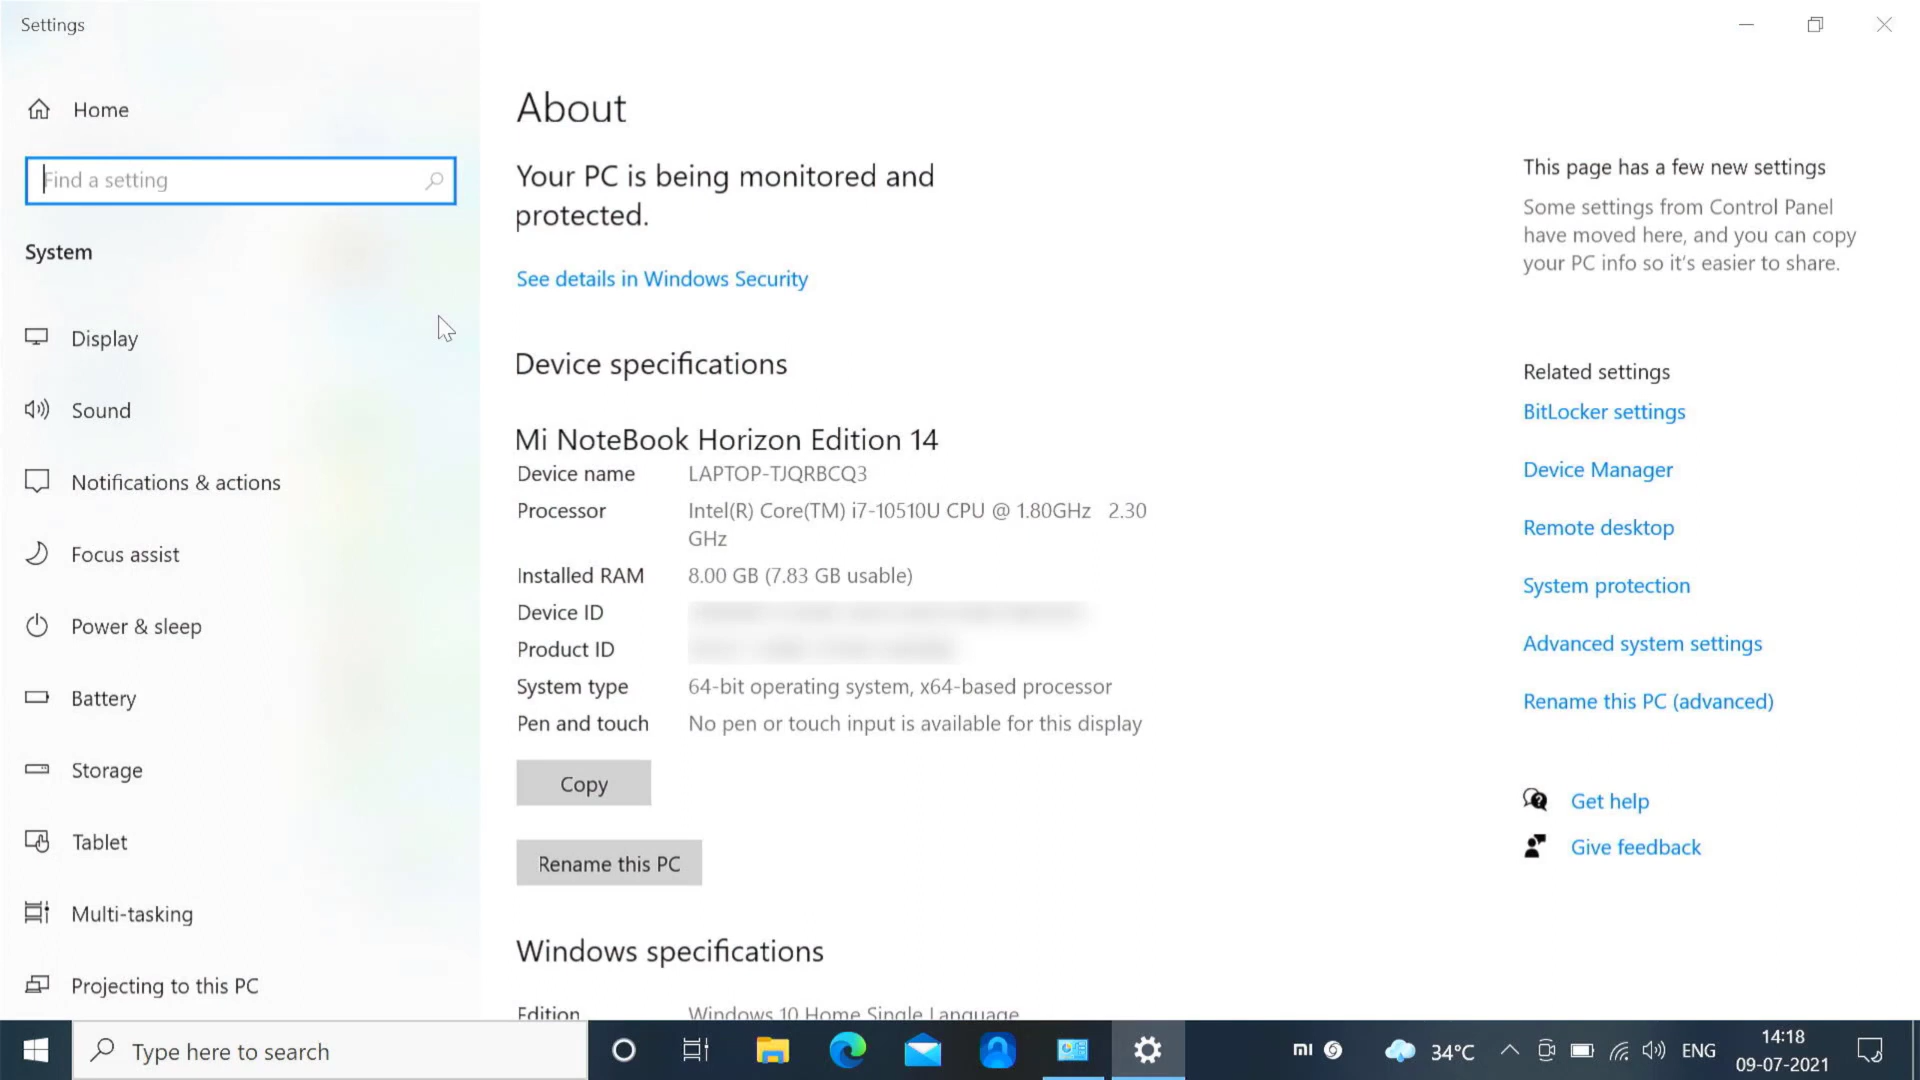 Settings
Home
Find a setting
System
Display
Sound
Notifications & actions
Focus assist
Power & sleep
Battery
Storage
Tablet
Multi-tasking
Projecting to this PC
About
Your PC is being monitored and
protected.
See details in Windows Security
Device specifications
Mi NoteBook Horizon Edition 14
Device name LAPTOP-TJQRBCQ3
Processor Intel(R) Core(TM) i7-10510U CPU @ 1.80GHz 2.30
GHz
Installed RAM 8.00 GB (7.83 GB usable)
Device ID
Product ID
System type 64-bit operating system, x64-based processor
Pen and touch No pen or touch input is available for this display
Copy
Rename this PC
Windows specifications
Edition Windows 10 Home Single Language
This page has a few new settings
Some settings from Control Panel
have moved here, and you can copy
your PC info so it's easier to share.
Related settings
BitLocker settings
Device Manager
Remote desktop
System protection
Advanced system settings
Rename this PC (advanced)
Get help
Give feedback
Type here to search
MI
34°C
ENG
14:18
09-07-2021